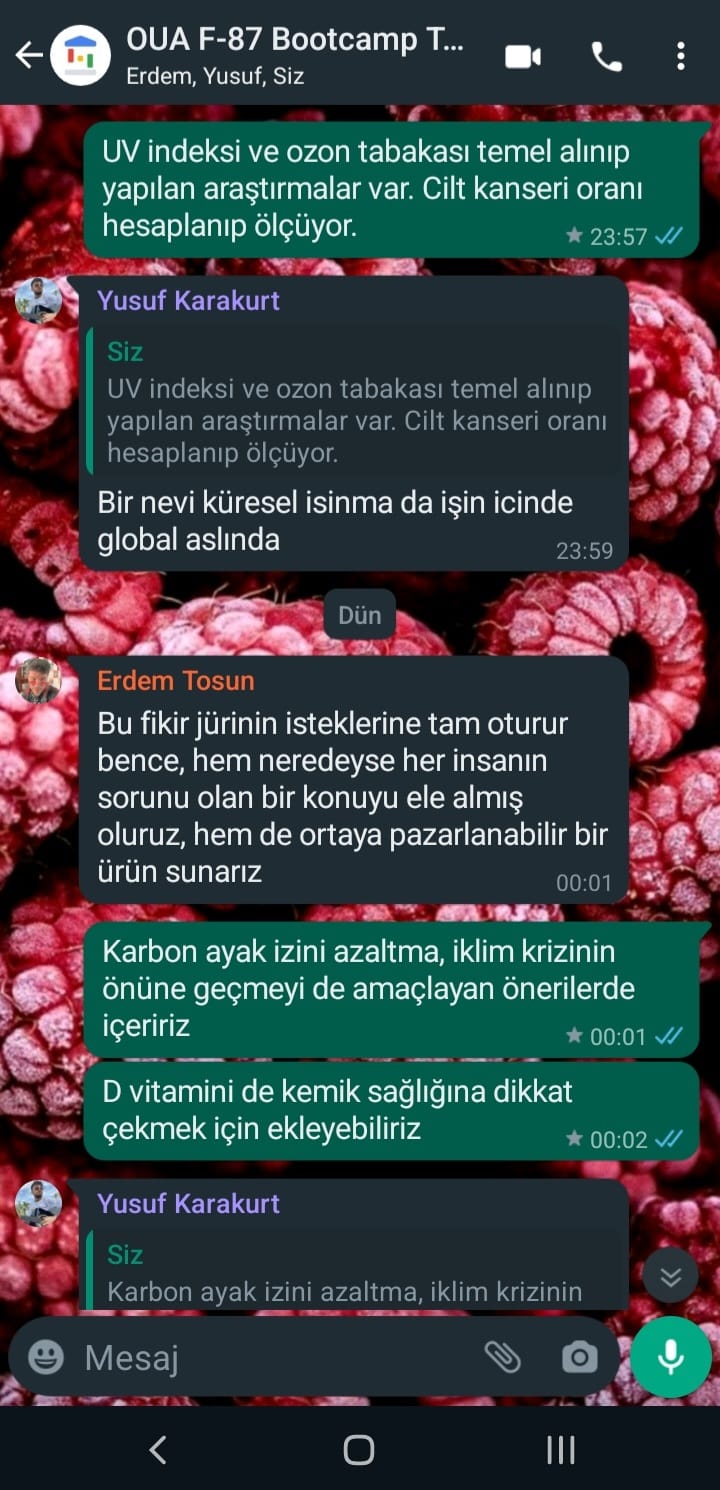 OUA F-87 Bootcamp T...
Erdem, Yusuf, Siz
UV indeksi ve ozon tabakası temel alınıp
yapılan araştırmalar var. Cilt kanseri oranı
hesaplanıp ölçüyor.
23:57
Yusuf Karakurt
Siz
UV indeksi ve ozon tabakası temel alınıp
yapılan araştırmalar var. Cilt kanseri oranı
hesaplanıp ölçüyor.
Bir nevi küresel isinma da işin icinde
global aslında
23:59
Dün
Erdem Tosun
Bu fikir jürinin isteklerine tam oturur
bence, hem neredeyse her insanın
sorunu olan bir konuyu ele almış
oluruz, hem de ortaya pazarlanabilir bir
ürün sunarız
00:01
Karbon ayak izini azaltma, iklim krizinin
önüne geçmeyi de amaçlayan önerilerde
içeririz
00:01
D vitamini de kemik sağlığına dikkat
çekmek için ekleyebiliriz
00:02
Yusuf Karakurt
Siz
Karbon ayak izini azaltma, iklim krizinin
Mesaj